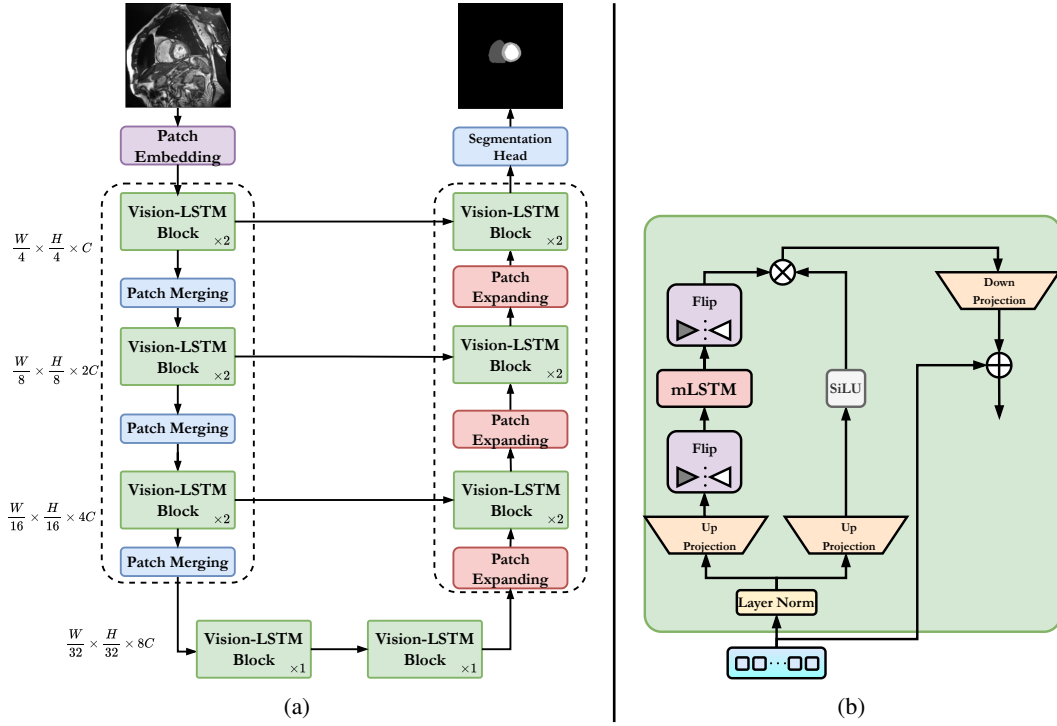 Patch
Embedding
Segmentation
Head
Vision-LSTM
Block
×2
Vision-LSTM
Block
×2
W/4 × H/4 × C
Patch Merging
Patch
Expanding
Vision-LSTM
Block
×2
Vision-LSTM
Block
×2
W/8 × H/8 × 2C
Patch Merging
Patch
Expanding
Vision-LSTM
Block
×2
Vision-LSTM
Block
×2
W/16 × H/16 × 4C
Patch Merging
Patch
Expanding
W/32 × H/32 × 8C
Vision-LSTM
Block
×1
Vision-LSTM
Block
×1
(a)
Down
Projection
Flip
mLSTM
SiLU
Flip
Up
Projection
Up
Projection
Layer Norm
···
(b)